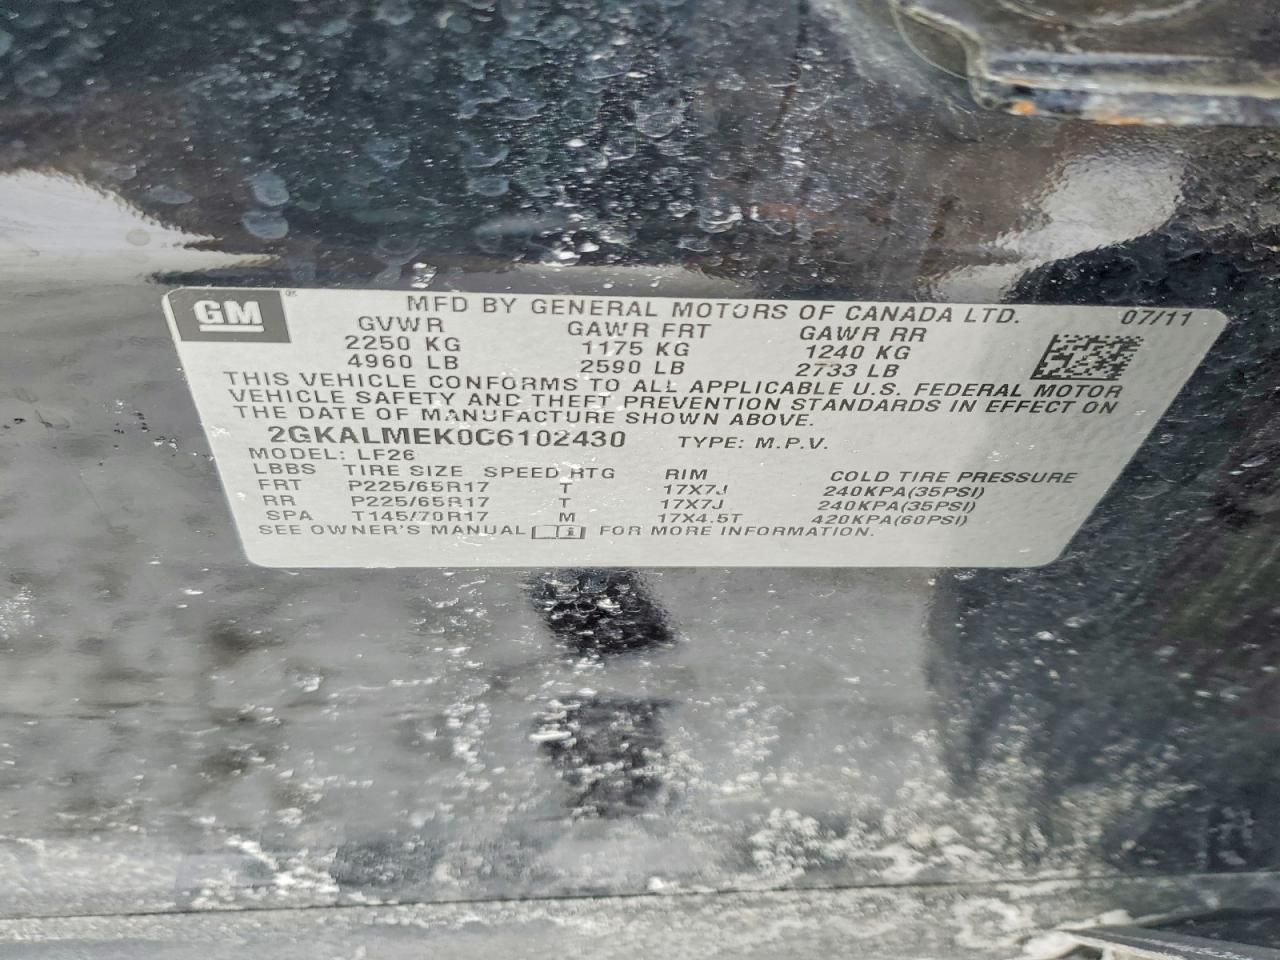 GM® MFD BY GENERAL MOTORS OF CANADA LTD. 07/11
GVWR GAWR FRT GAWR RR
2250 KG 1175 KG 1240 KG
4960 LB 2590 LB 2733 LB
THIS VEHICLE CONFORMS TO ALL APPLICABLE U.S. FEDERAL MOTOR
VEHICLE SAFETY AND THEFT PREVENTION STANDARDS IN EFFECT ON
THE DATE OF MANUFACTURE SHOWN ABOVE.
2GKALMEK0C6102430 TYPE: M.P.V.
MODEL: LF26
LBBS TIRE SIZE SPEED RTG RIM COLD TIRE PRESSURE
FRT P225/65R17 T 17X7J 240KPA(35PSI)
RR P225/65R17 T 17X7J 240KPA(35PSI)
SPA T145/70R17 M 17X4.5T 420KPA(60PSI)
SEE OWNER'S MANUAL i FOR MORE INFORMATION.